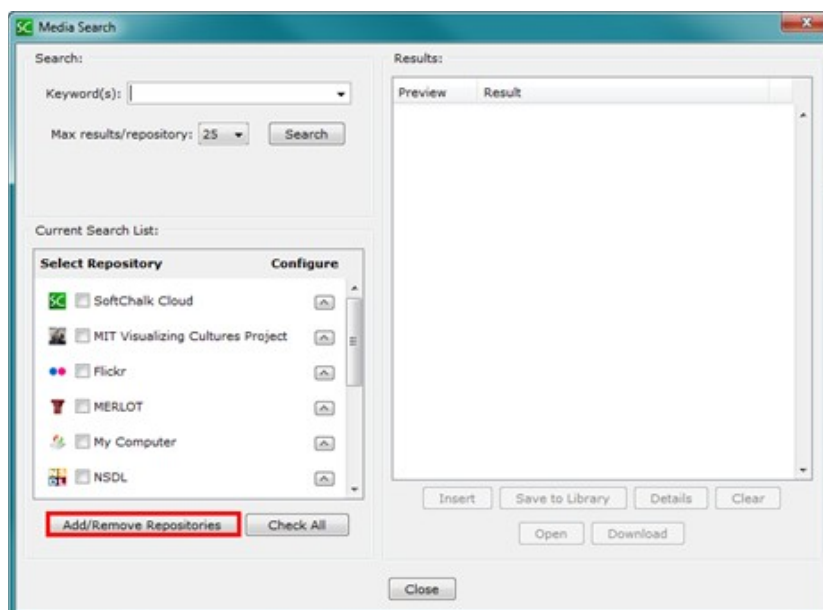 SC Media Search
Search:
Keyword(s):
Max results/repository: 25 Search
Current Search List:
Select Repository Configure
SC SoftChalk Cloud
MIT Visualizing Cultures Project
Flickr
MERLOT
My Computer
NSDL
Add/Remove Repositories Check All
Results:
Preview Result
Insert Save to Library Details Clear
Open Download
Close